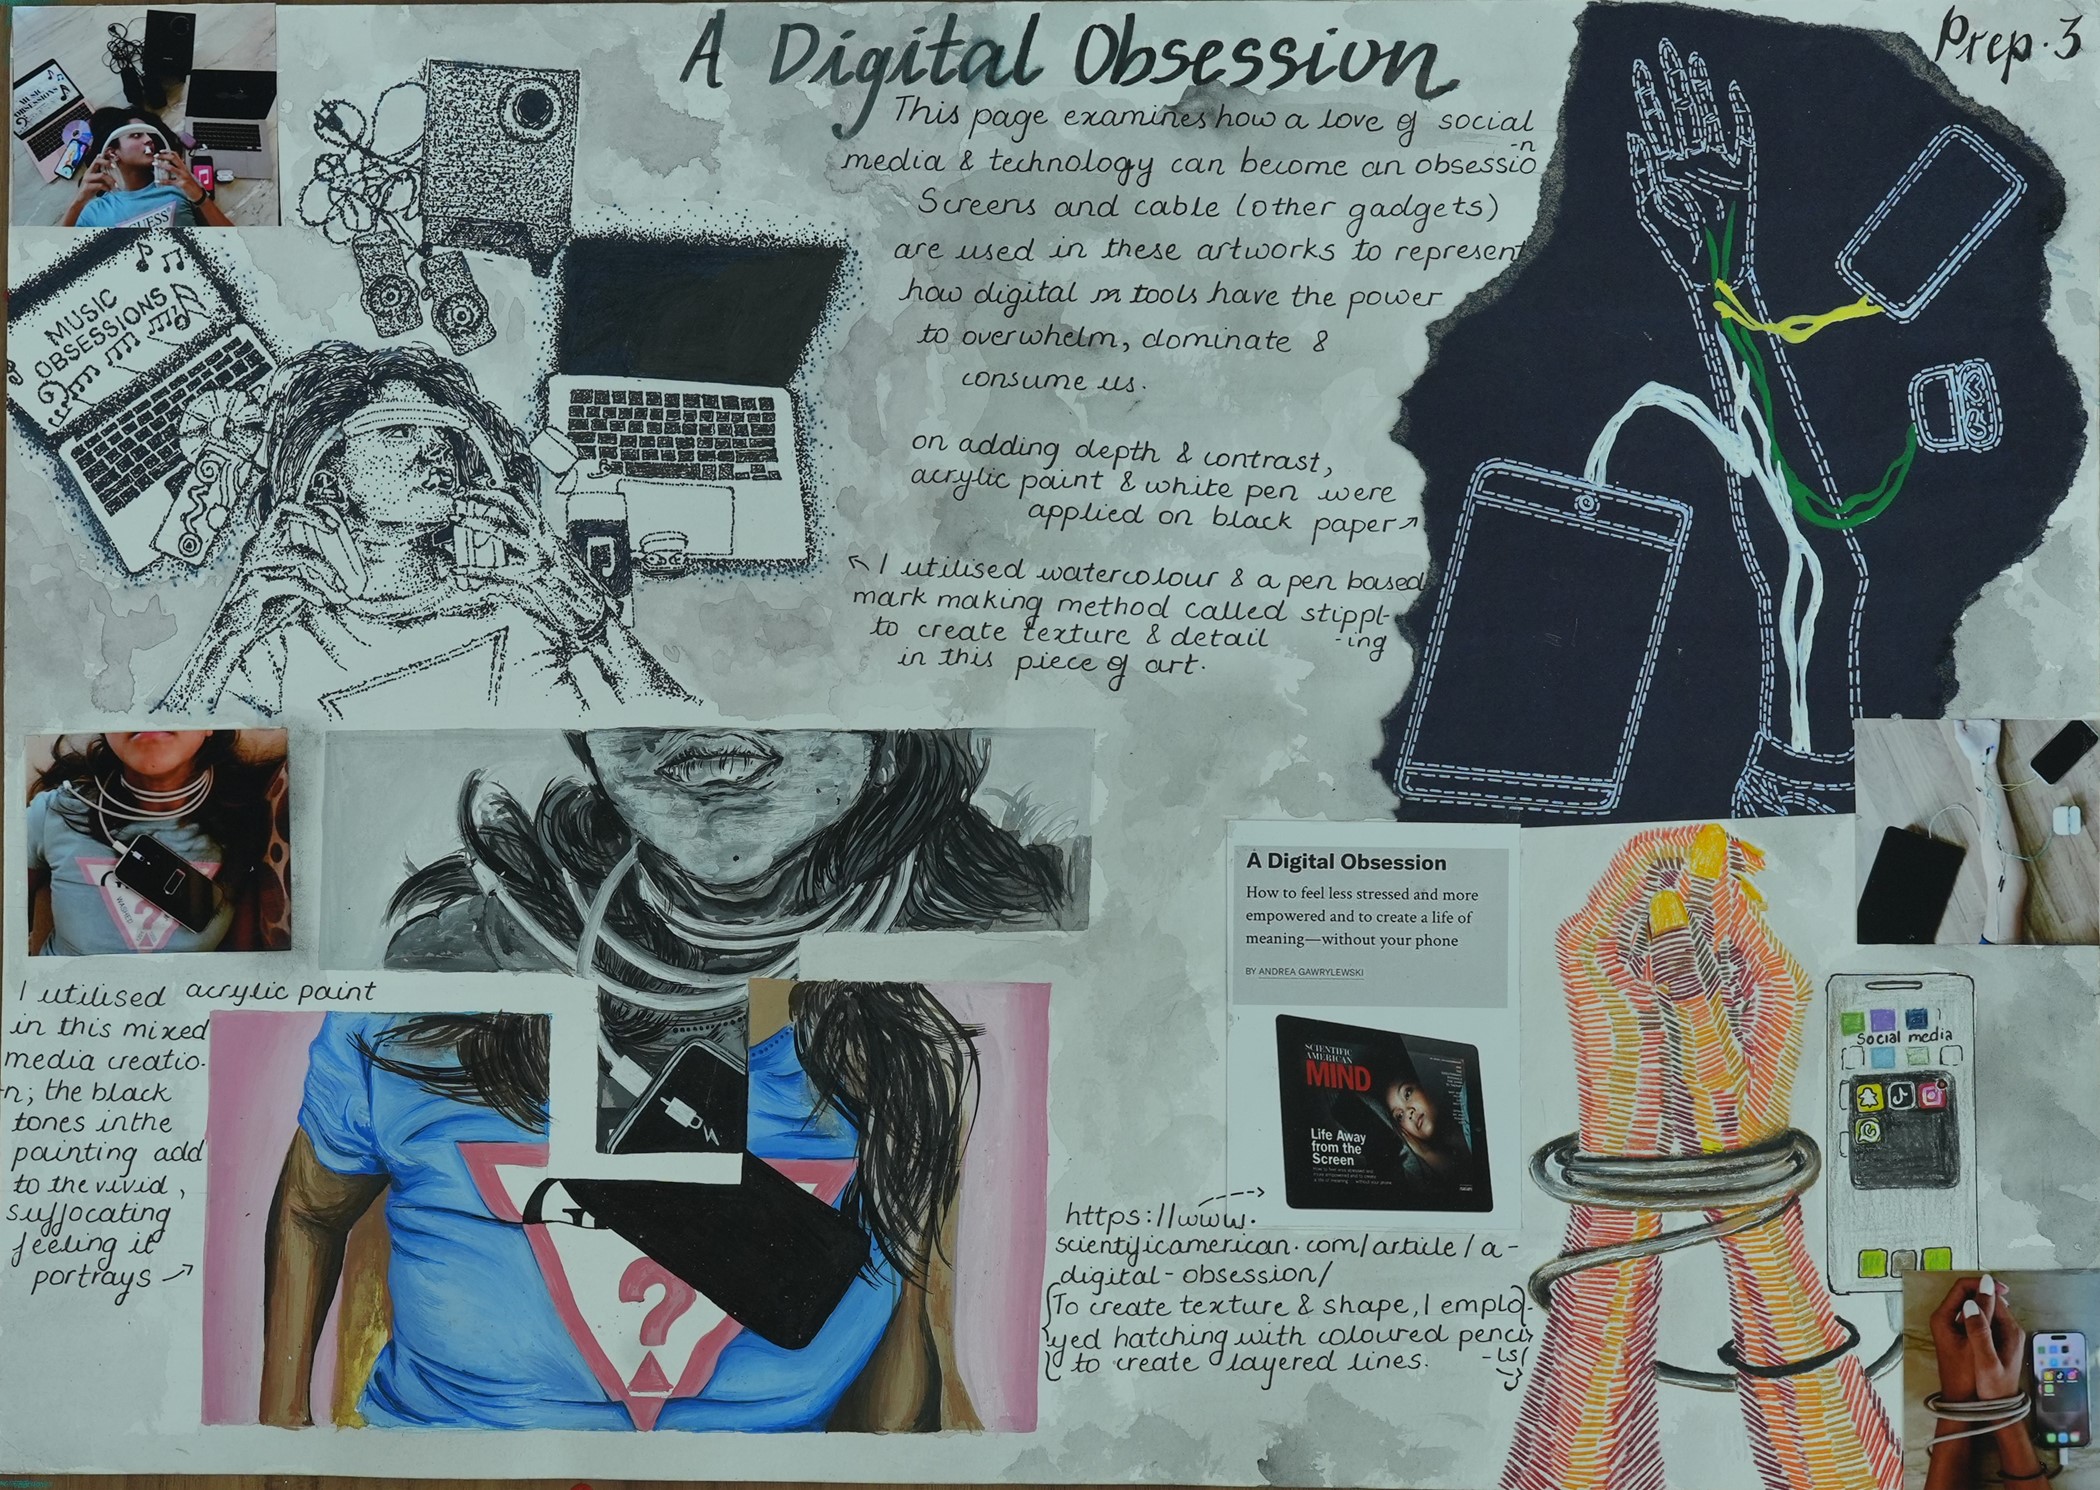 A Digital Obsession
Prep. 3
This page examines how a love of social
media & technology can become an obsessio
-n
Screens and cable (other gadgets)
are used in these artworks to represent
how digital m tools have the power
to overwhelm, dominate &
consume us.
on adding depth & contrast,
acrylic paint & white pen were
applied on black paper
I utilised watercolour & a pen based
mark making method called stippl-
-ing
to create texture & detail
in this piece of art.
MUSIC
OBSESSIONS
MUSIC
OBSESSIONS
GUESS
I utilised acrylic paint
in this mixed
media creatio-
-n; the black
tones in the
painting add
to the vivid,
suffocating
feeling it
portrays
WASHED
?
?
A Digital Obsession
How to feel less stressed and more
empowered and to create a life of
meaning—without your phone
BY ANDREA GAWRYLEWSKI
SCIENTIFIC
AMERICAN
MIND
Life Away
from the
Screen
https://www.
scientificamerican.com/article/a-
digital-obsession/
To create texture & shape, I emplo-
yed hatching with coloured penci
-ls
to create layered lines.
Social media